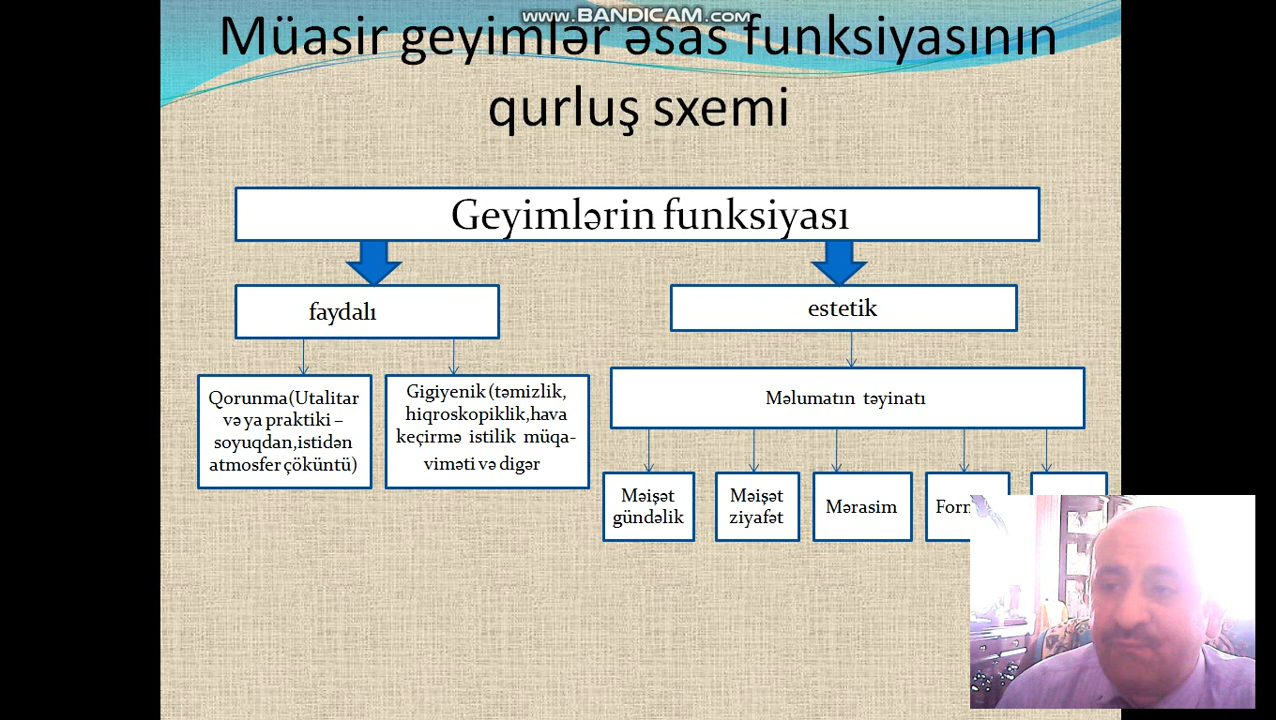 www.BANDICAM.com
Müasir geyimlər əsas funksiyasının
qurluş sxemi
Geyimlərin funksiyası
faydalı
estetik
Qorunma(Utalitar
və ya praktiki –
soyuqdan,istidən
atmosfer çöküntü)
Gigiyenik (təmizlik,
hiqroskopiklik,hava
keçirmə istilik müqa-
viməti və digər
Məlumatın təyinatı
Məişət
gündəlik
Məişət
ziyafət
Mərasim